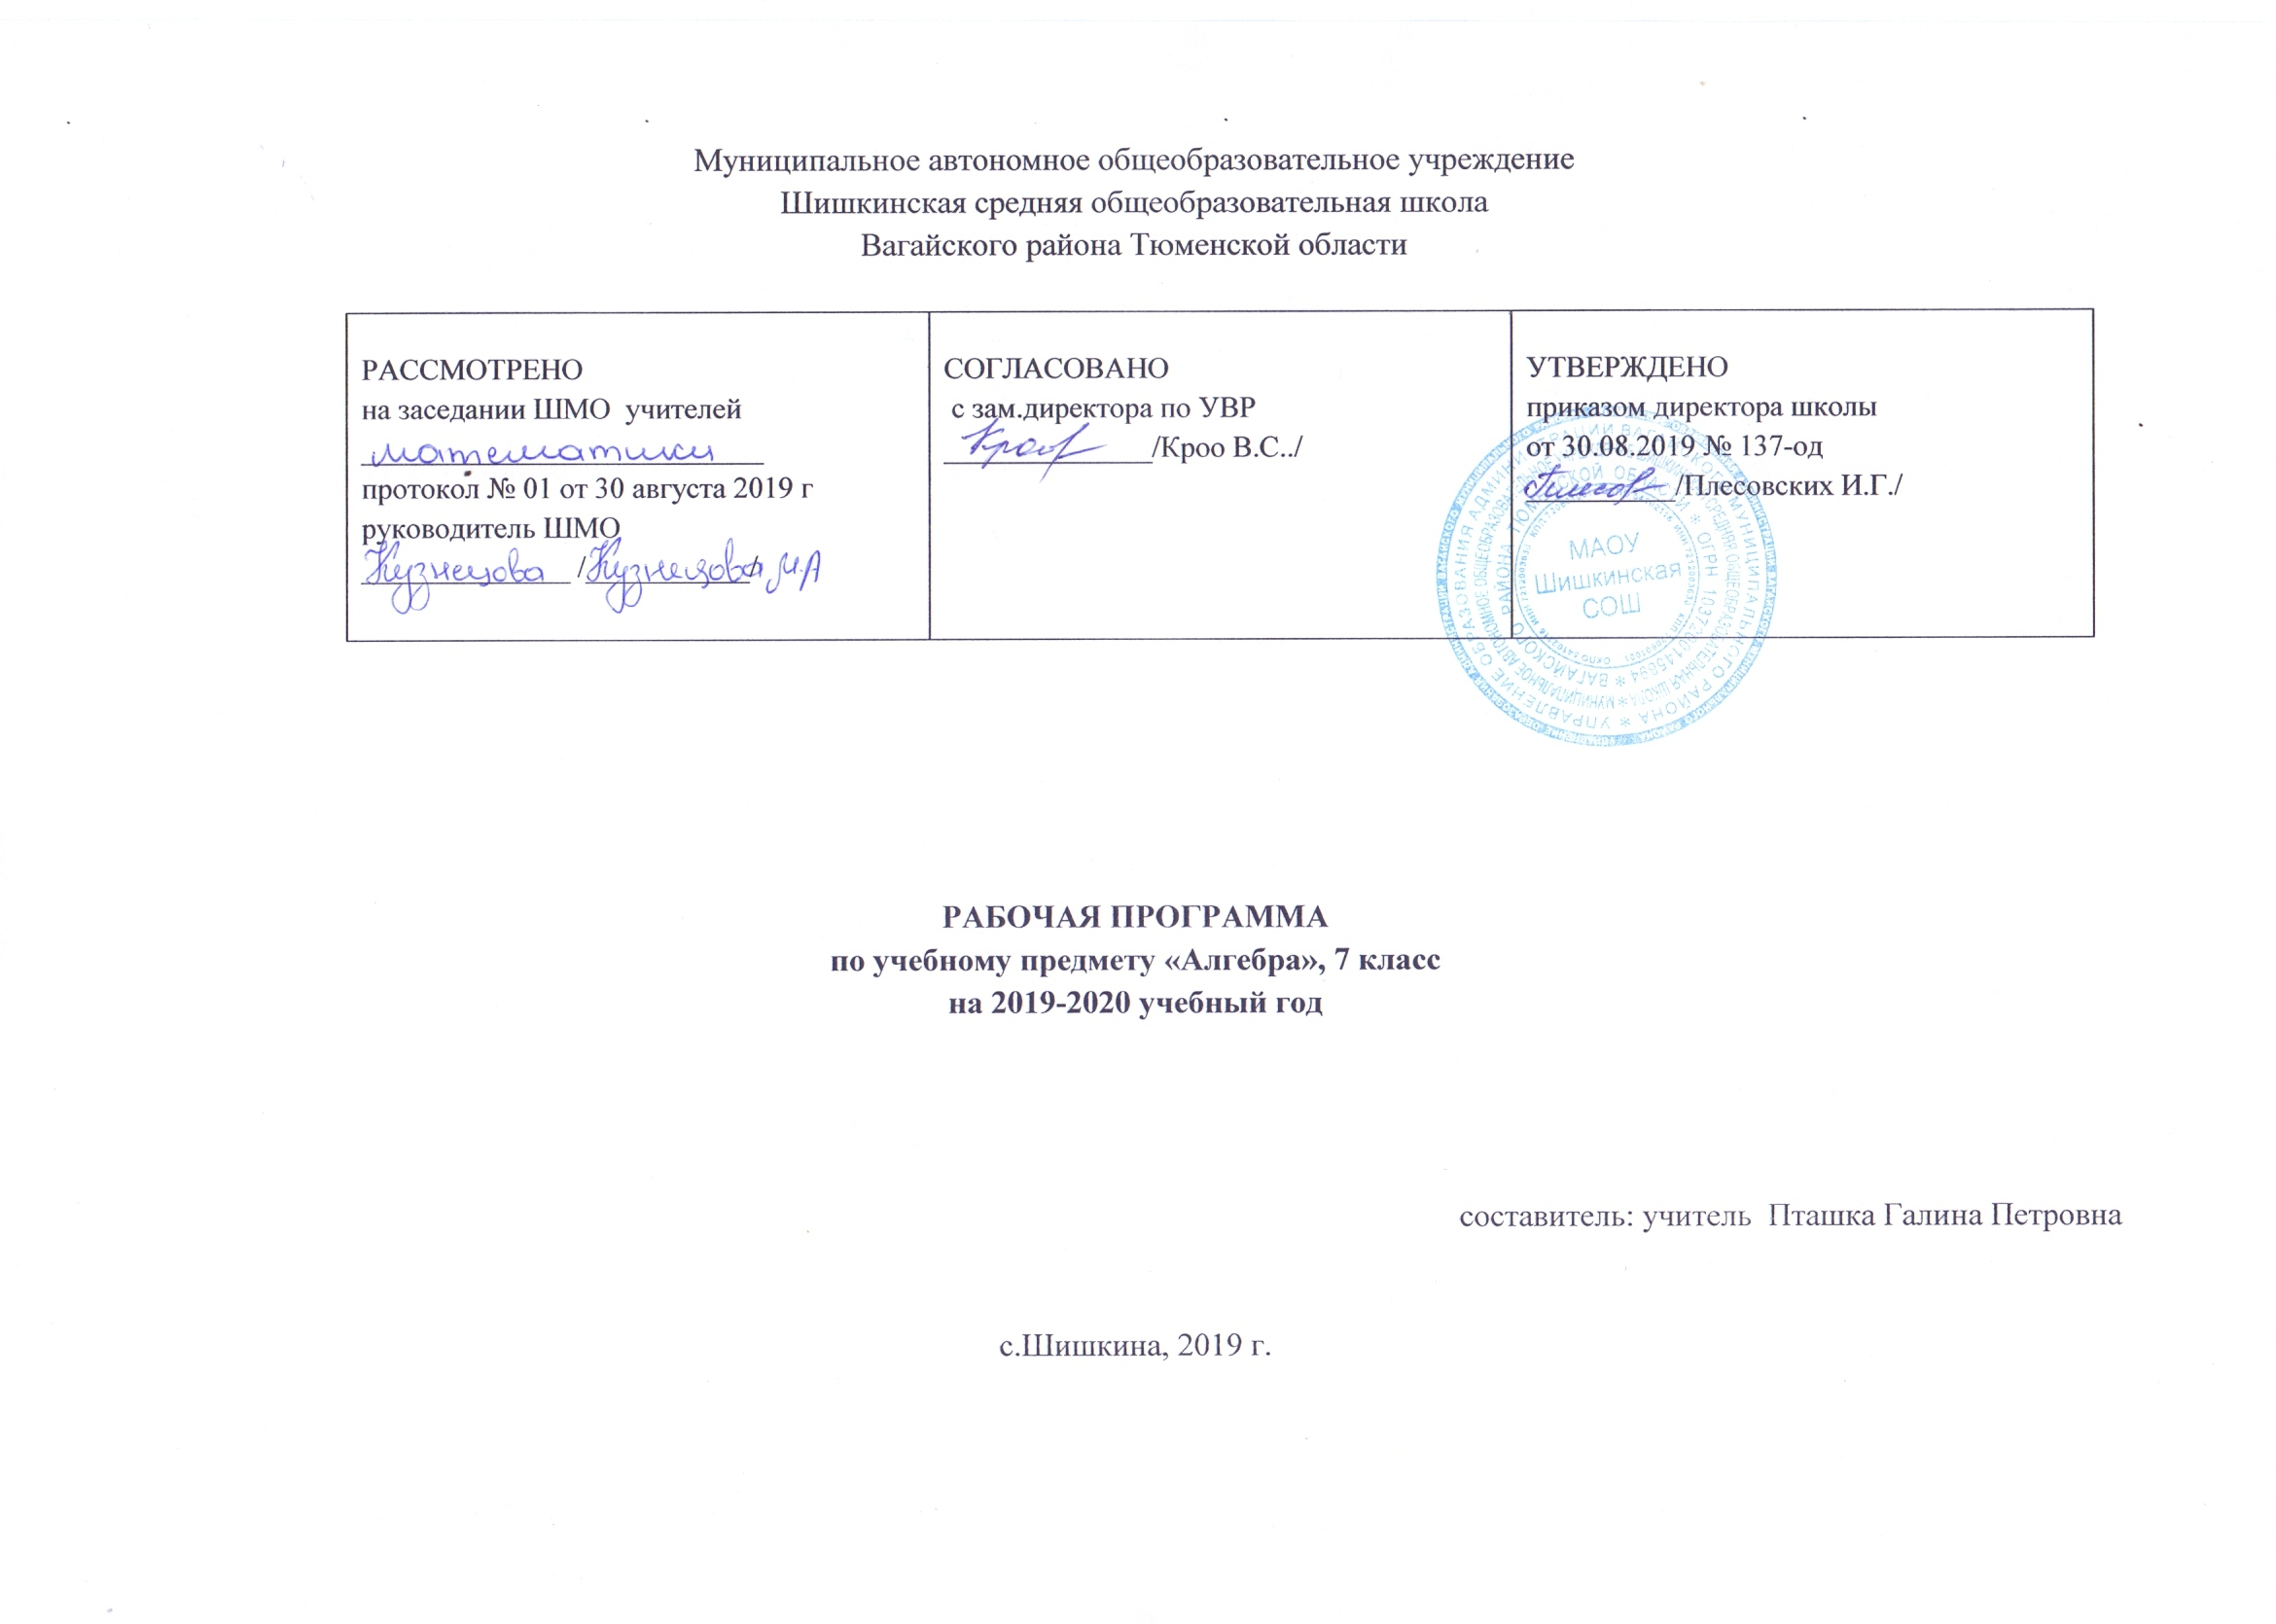 Муниципальное автономное общеобразовательное учреждение
Шишкинская средняя общеобразовательная школа
Вагайского района Тюменской области
РАССМОТРЕНО
на заседании ШМО учителей
математики
протокол № 01 от 30 августа 2019 г
руководитель ШМО
Кузнецова /Кузнецова/ М.А
СОГЛАСОВАНО
с зам.директора по УВР
/Кроо В.С../
УТВЕРЖДЕНО
приказом директора школы
от 30.08.2019 № 137-од
/Плесовских И.Г./
МАОУ
Шишкинская
СОШ
РАБОЧАЯ ПРОГРАММА
по учебному предмету «Алгебра», 7 класс
на 2019-2020 учебный год
составитель: учитель Пташка Галина Петровна
с.Шишкина, 2019 г.